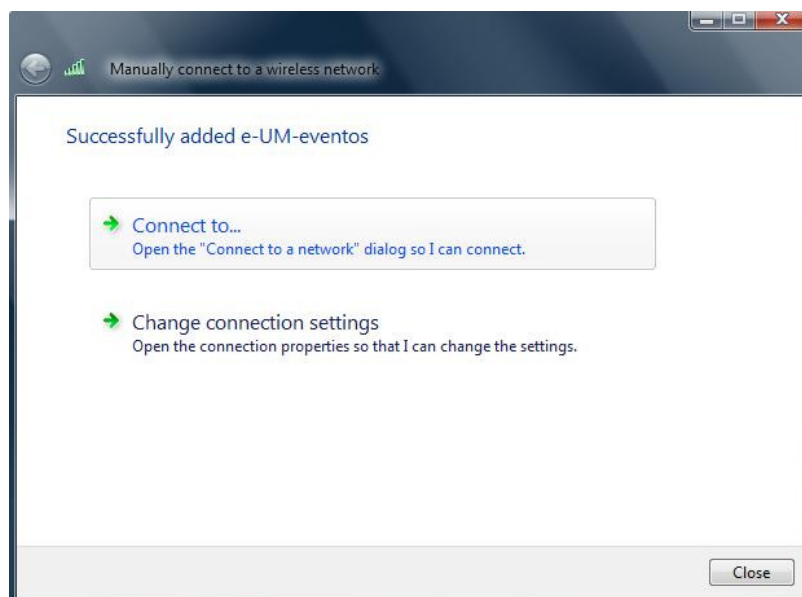 Manually connect to a wireless network
Successfully added e-UM-eventos
Connect to...
Open the "Connect to a network" dialog so I can connect.
Change connection settings
Open the connection properties so that I can change the settings.
Close